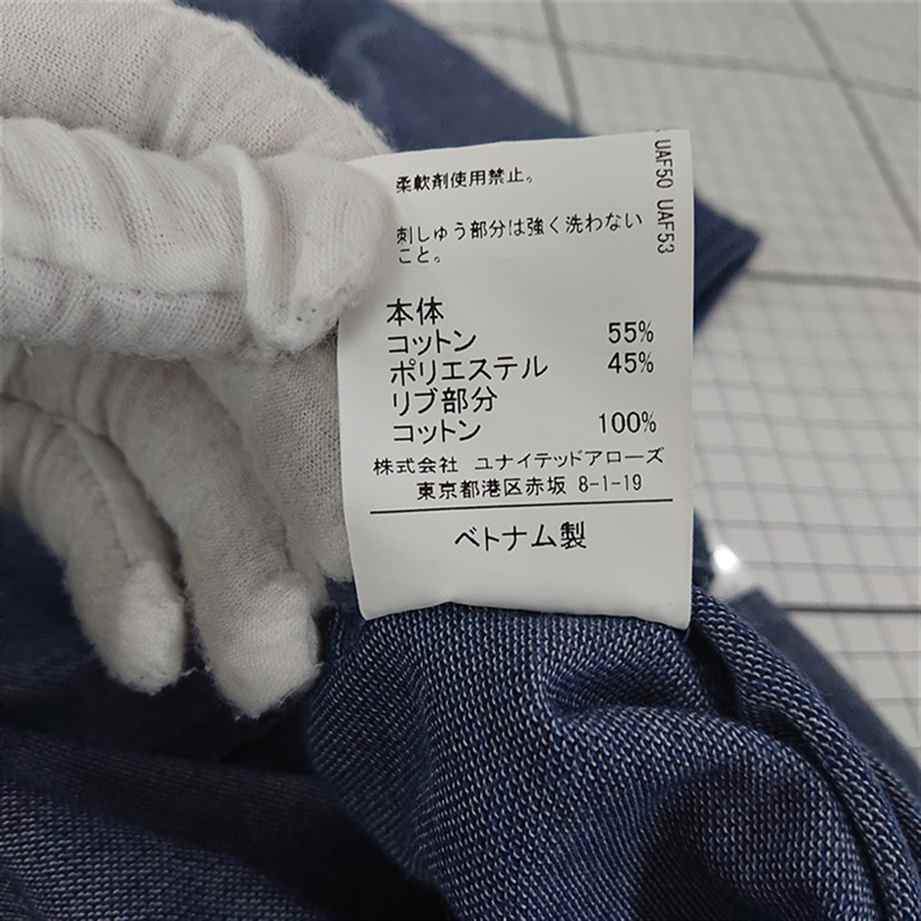 柔軟剤使用禁止。
刺しゅう部分は強く洗わない
こと。
本体
コットン 55%
ポリエステル 45%
リブ部分
コットン 100%
株式会社 ユナイテッドアローズ
東京都港区赤坂 8-1-19
ベトナム製
UAF50 UAF53